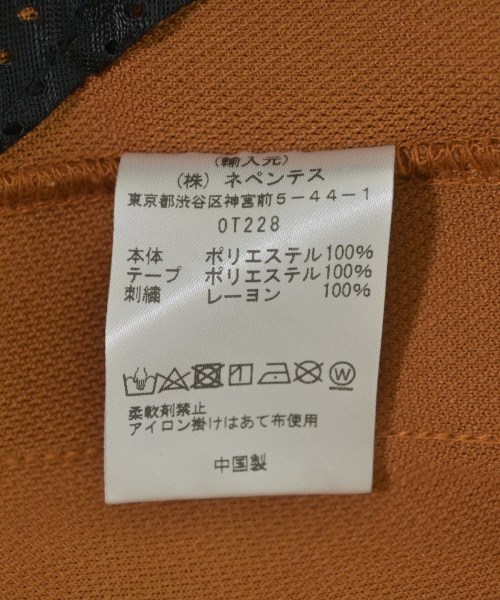 (輸入元)
(株) ネペンテス
東京都渋谷区神宮前5-44-1
0T228
本体 ポリエステル100%
テープ ポリエステル100%
刺繍 レーヨン 100%
W
柔軟剤禁止
アイロン掛けはあて布使用
中国製